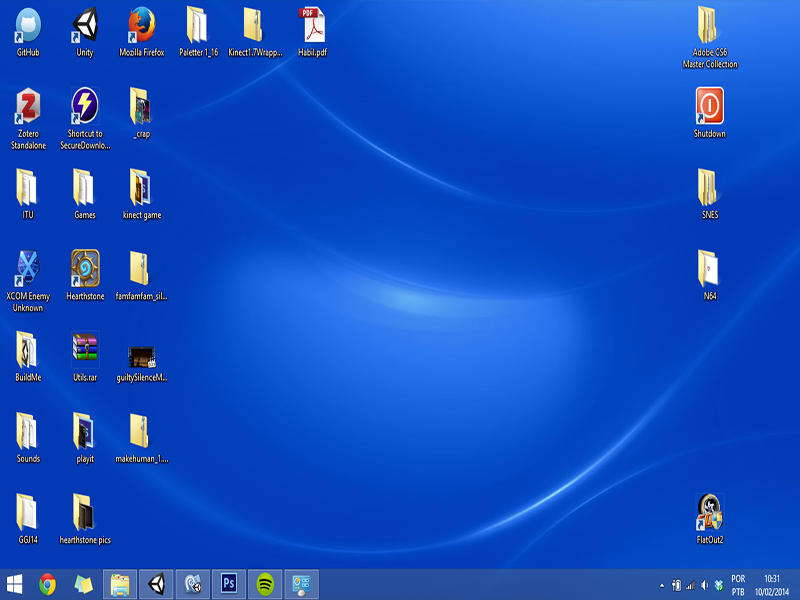 GitHub
Unity
Mozilla Firefox
Paletter 1_16
Kinect1.7Wrapp...
PDF
Habil.pdf
Adobe CS6
Master Collection
Zotero
Standalone
Shortcut to
SecureDownlo...
_crap
Shutdown
ITU
Games
kinect game
SNES
XCOM Enemy
Unknown
Hearthstone
famfamfam_sil...
N64
BuildMe
Utils.rar
guiltySilenceM...
Sounds
playit
makehuman_1....
GGJ14
hearthstone pics
FlatOut2
Ps
POR
PTB
10:31
10/02/2014